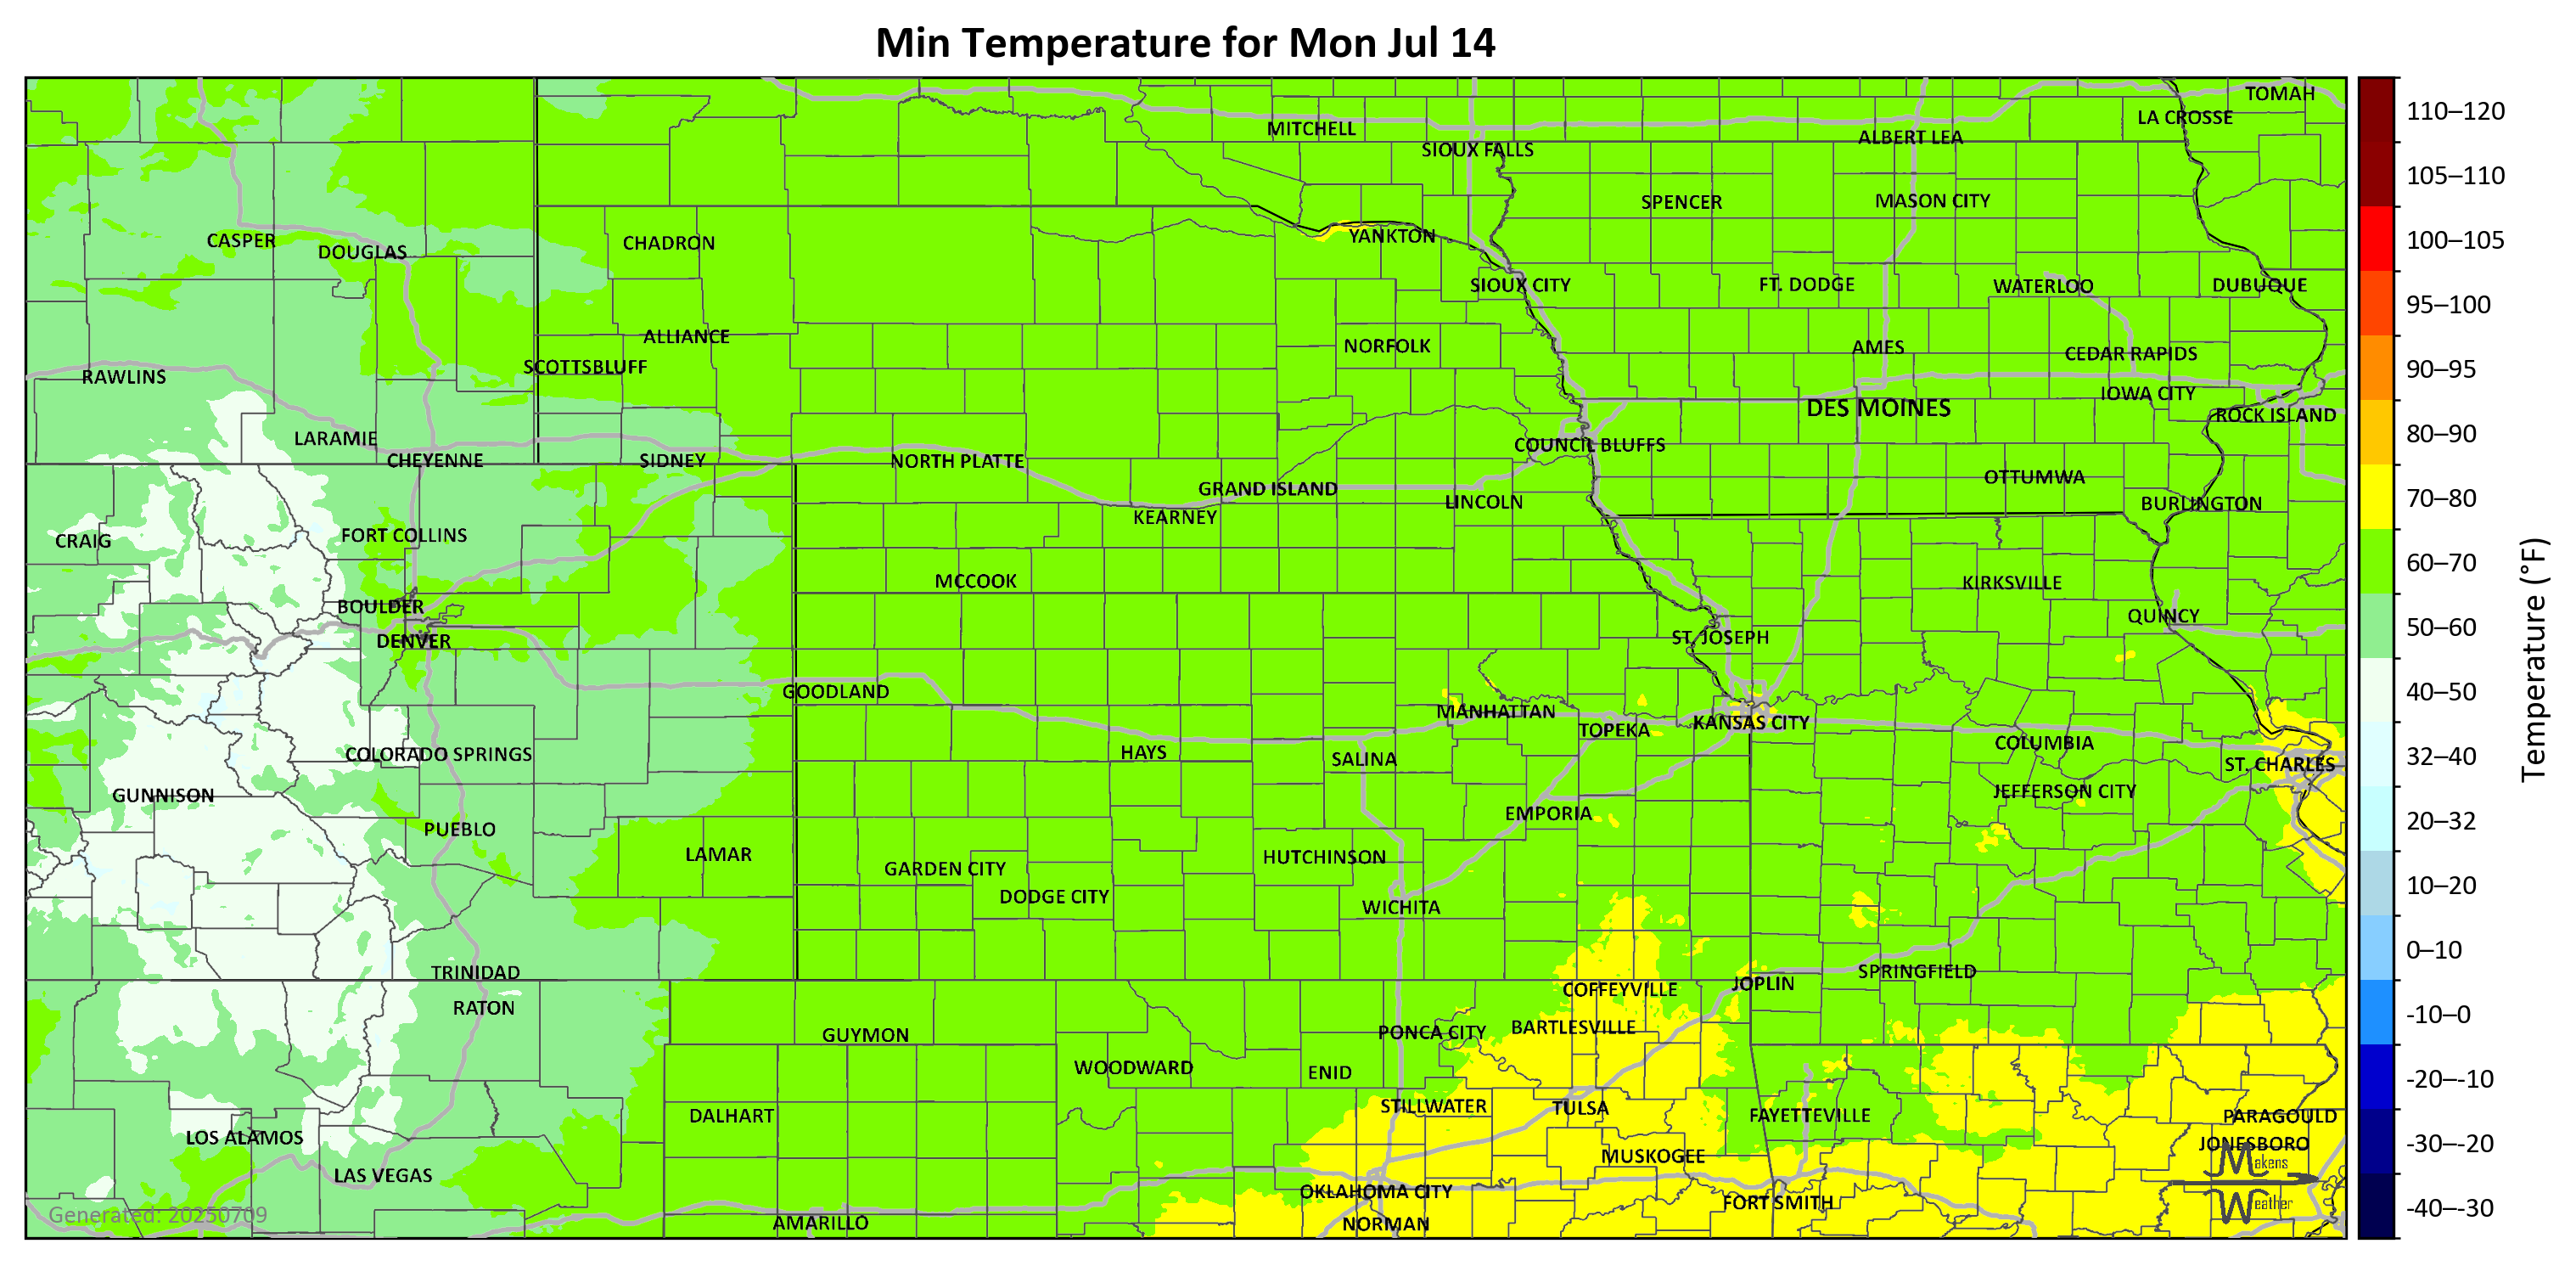 Min Temperature for Mon Jul 14
TOMAH
LA CROSSE
MITCHELL
ALBERT LEA
SIOUX FALLS
SPENCER
MASON CITY
CASPER
DOUGLAS
CHADRON
YANKTON
SIOUX CITY
FT. DODGE
WATERLOO
DUBUQUE
ALLIANCE
NORFOLK
AMES
CEDAR RAPIDS
SCOTTSBLUFF
RAWLINS
IOWA CITY
DES MOINES
ROCK ISLAND
LARAMIE
COUNCIL BLUFFS
CHEYENNE
SIDNEY
NORTH PLATTE
OTTUMWA
GRAND ISLAND
LINCOLN
BURLINGTON
KEARNEY
FORT COLLINS
CRAIG
MCCOOK
KIRKSVILLE
BOULDER
QUINCY
DENVER
ST. JOSEPH
GOODLAND
MANHATTAN
TOPEKA
KANSAS CITY
COLUMBIA
COLORADO SPRINGS
HAYS
SALINA
ST. CHARLES
GUNNISON
JEFFERSON CITY
EMPORIA
PUEBLO
LAMAR
HUTCHINSON
GARDEN CITY
DODGE CITY
WICHITA
TRINIDAD
SPRINGFIELD
JOPLIN
COFFEYVILLE
RATON
GUYMON
PONCA CITY
BARTLESVILLE
WOODWARD
ENID
STILLWATER
TULSA
DALHART
FAYETTEVILLE
PARAGOULD
LOS ALAMOS
JONESBORO
MUSKOGEE
LAS VEGAS
OKLAHOMA CITY
FORT SMITH
AMARILLO
NORMAN
Makens
Weather
Generated: 20250709
110–120
105–110
100–105
95–100
90–95
80–90
70–80
60–70
50–60
40–50
32–40
20–32
10–20
0–10
-10–0
-20–-10
-30–-20
-40–-30
Temperature (°F)